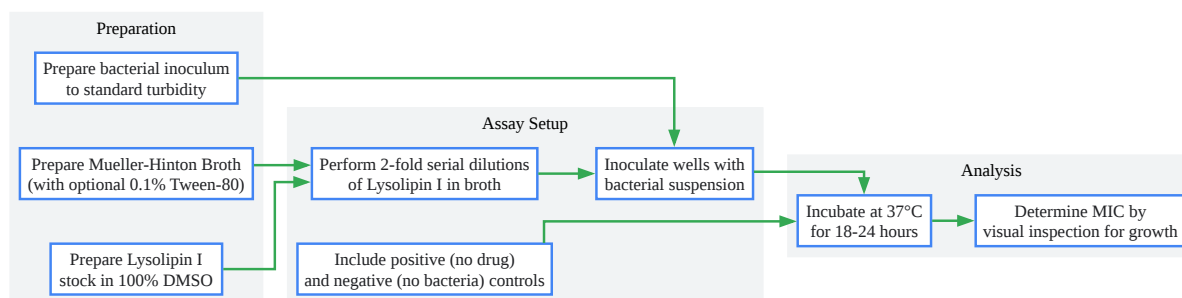 Preparation
Prepare bacterial inoculum
to standard turbidity
Prepare Mueller-Hinton Broth
(with optional 0.1% Tween-80)
Prepare Lysolipin I
stock in 100% DMSO
Assay Setup
Perform 2-fold serial dilutions
of Lysolipin I in broth
Inoculate wells with
bacterial suspension
Include positive (no drug)
and negative (no bacteria) controls
Analysis
Incubate at 37°C
for 18-24 hours
Determine MIC by
visual inspection for growth